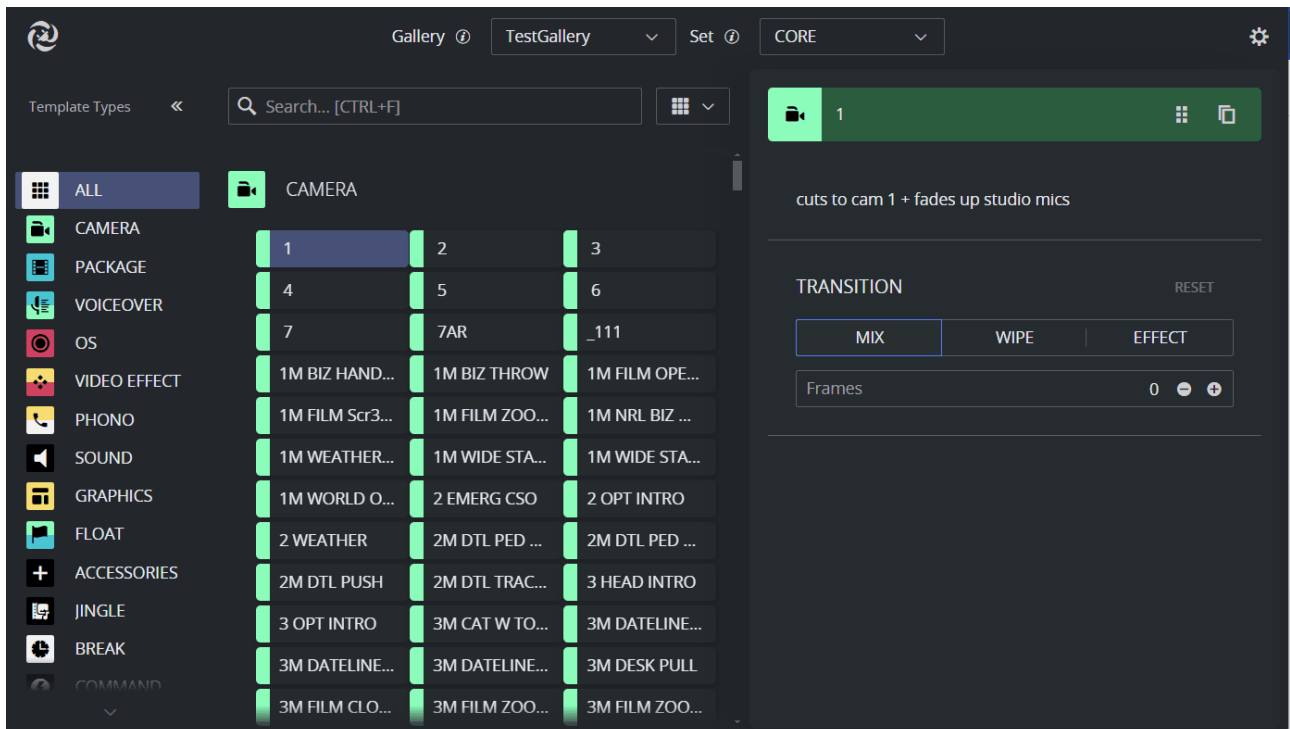 Gallery TestGallery Set CORE
Template Types
Search... [CTRL+F]
ALL
CAMERA
PACKAGE
VOICEOVER
OS
VIDEO EFFECT
PHONO
SOUND
GRAPHICS
FLOAT
ACCESSORIES
JINGLE
BREAK
COMMAND
CAMERA
1 2 3
4 5 6
7 7AR _111
1M BIZ HAND... 1M BIZ THROW 1M FILM OPE...
1M FILM Scr3... 1M FILM ZOO... 1M NRL BIZ ...
1M WEATHER... 1M WIDE STA... 1M WIDE STA...
1M WORLD O... 2 EMERG CSO 2 OPT INTRO
2 WEATHER 2M DTL PED ... 2M DTL PED ...
2M DTL PUSH 2M DTL TRAC... 3 HEAD INTRO
3 OPT INTRO 3M CAT W TO... 3M DATELINE...
3M DATELINE... 3M DATELINE... 3M DESK PULL
3M FILM CLO... 3M FILM ZOO... 3M FILM ZOO...
1
cuts to cam 1 + fades up studio mics
TRANSITION RESET
MIX WIPE EFFECT
Frames 0